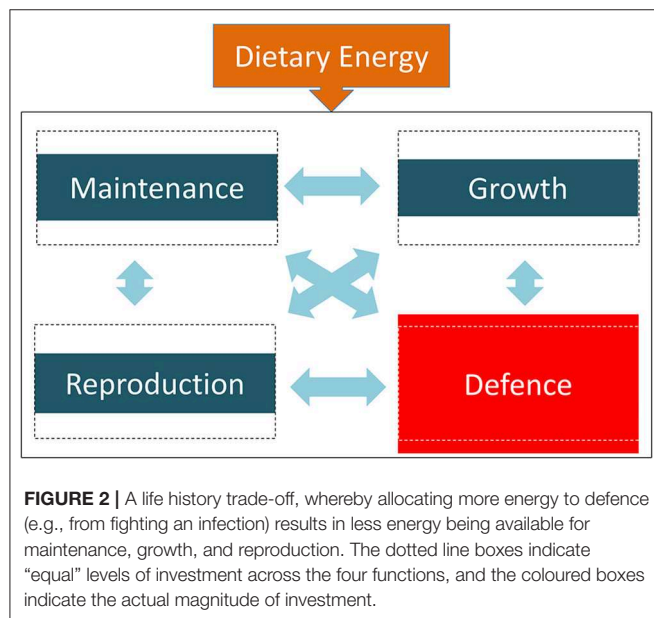 Dietary Energy
Maintenance
Growth
Reproduction
Defence
FIGURE 2 | A life history trade-off, whereby allocating more energy to defence
(e.g., from fighting an infection) results in less energy being available for
maintenance, growth, and reproduction. The dotted line boxes indicate
“equal” levels of investment across the four functions, and the coloured boxes
indicate the actual magnitude of investment.